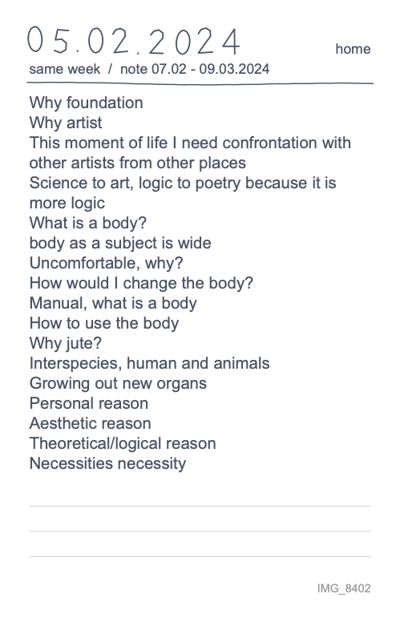 05.02.2024
home
same week / note 07.02 - 09.03.2024
Why foundation
Why artist
This moment of life I need confrontation with
other artists from other places
Science to art, logic to poetry because it is
more logic
What is a body?
body as a subject is wide
Uncomfortable, why?
How would I change the body?
Manual, what is a body
How to use the body
Why jute?
Interspecies, human and animals
Growing out new organs
Personal reason
Aesthetic reason
Theoretical/logical reason
Necessities necessity
IMG_8402